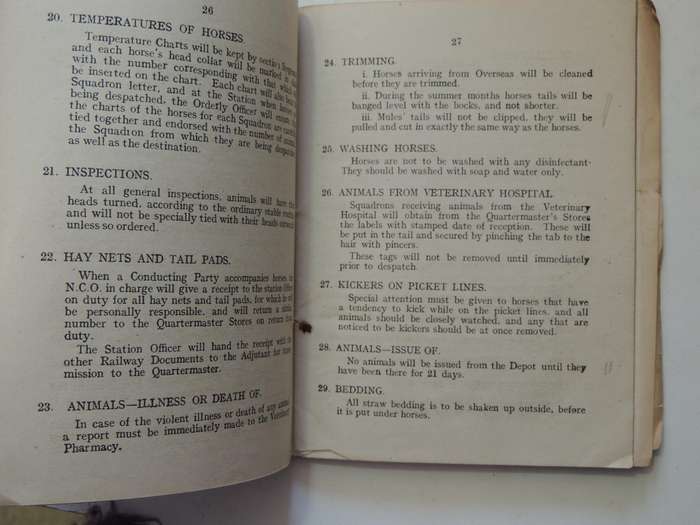 26
20. TEMPERATURES OF HORSES.
Temperature Charts will be kept by
and each horse's head collar will be marked
with the number corresponding with that which
be inserted on the chart. Each chart will also
Squadron letter, and at the Station when horses
being despatched, the Orderly Officer will ensure
the charts of the horses for each Squadron are
tied together and endorsed with the number of
the Squadron from which they are being
as well as the destination.
21. INSPECTIONS.
At all general inspections, animals will have
heads turned, according to the ordinary stable
and will not be specially tied with their heads
unless so ordered.
22. HAY NETS AND TAIL PADS.
When a Conducting Party accompanies horses
N.C.O. in charge will give a receipt to the station
on duty for all hay nets and tail pads, for which he
be personally responsible, and will return a
number to the Quartermaster Stores on return
duty.
The Station Officer will hand the receipt with
other Railway Documents to the Adjutant for
mission to the Quartermaster.
23. ANIMALS—ILLNESS OR DEATH OF.
In case of the violent illness or death of any
a report must be immediately made to the
Pharmacy.
27
24. TRIMMING.
i. Horses arriving from Overseas will be cleaned
before they are trimmed.
ii. During the summer months horses tails will be
banged level with the hocks, and not shorter.
iii. Mules' tails will not be clipped, they will be
pulled and cut in exactly the same way as the horses.
25. WASHING HORSES.
Horses are not to be washed with any disinfectant.
They should be washed with soap and water only.
26. ANIMALS FROM VETERINARY HOSPITAL.
Squadrons receiving animals from the Veterinary
Hospital will obtain from the Quartermaster's Stores
the labels with stamped date of reception. These will
be put in the tail and secured by pinching the tab to the
hair with pincers.
These tags will not be removed until immediately
prior to despatch.
27. KICKERS ON PICKET LINES.
Special attention must be given to horses that have
a tendency to kick while on the picket lines, and all
animals should be closely watched, and any that are
noticed to be kickers should be at once removed.
28. ANIMALS—ISSUE OF.
No animals will be issued from the Depot until they
have been there for 21 days.
29. BEDDING.
All straw bedding is to be shaken up outside, before
it is put under horses.